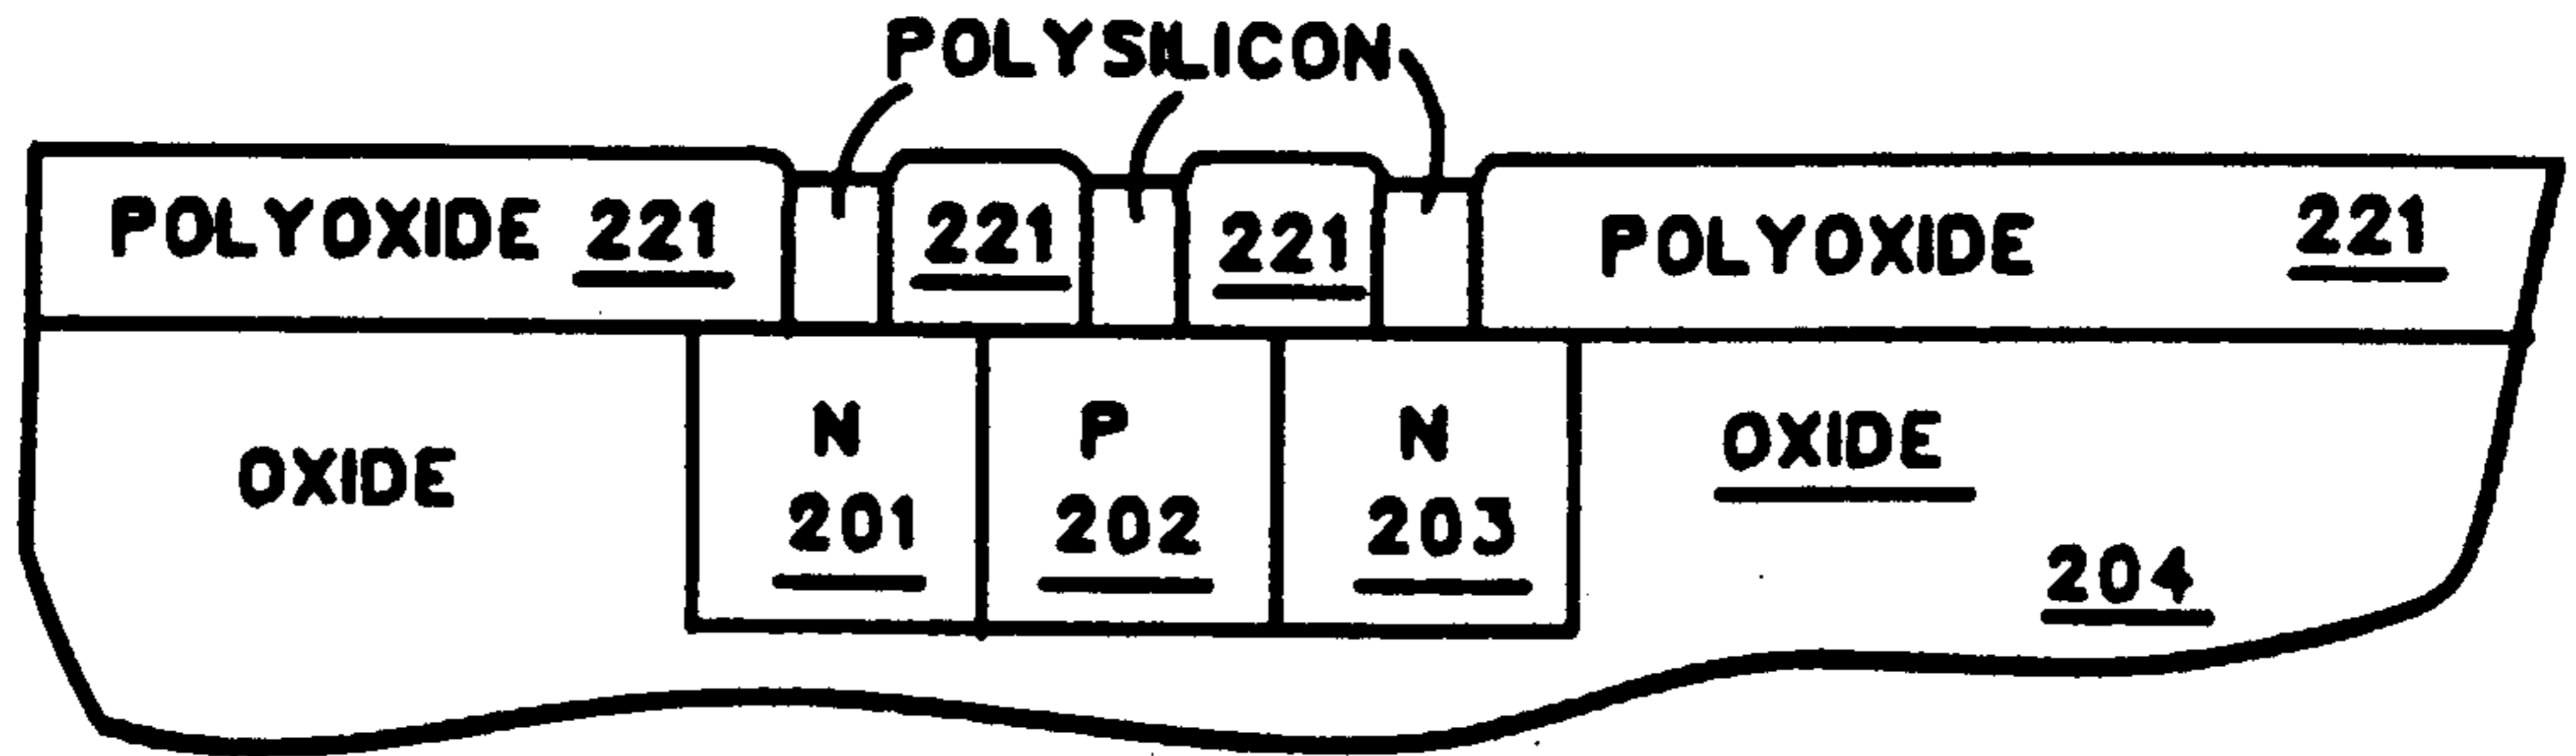 POLYSILICON
POLYOXIDE 221
221
221
POLYOXIDE 221
OXIDE
N
201
P
202
N
203
OXIDE
204